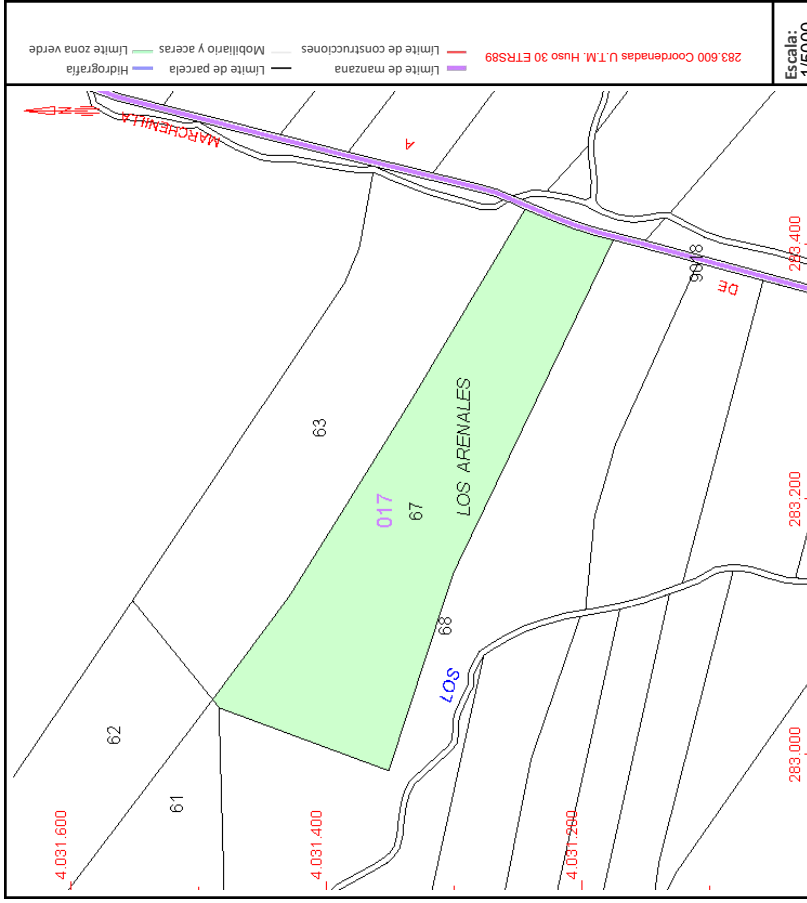 Límite de manzana
Límite de parcela
Límite de construcciones
Mobiliario y aceras
Límite zona verde
Hidrografía
283.600 Coordenadas U.T.M. Huso 30 ETRS89
Escala:
1/5000
MARCHENILLA
A
DE
9018
63
017
67
LOS ARENALES
68
LOS
62
61
4.031.600
4.031.400
4.031.200
283.400
283.200
283.000